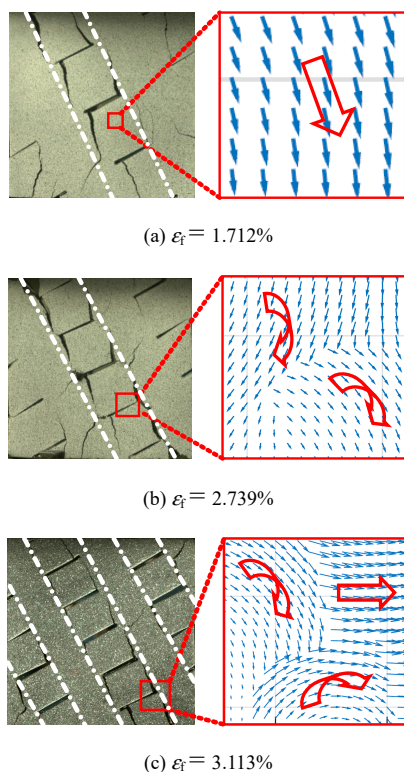 (a) εf = 1.712%
(b) εf = 2.739%
(c) εf = 3.113%